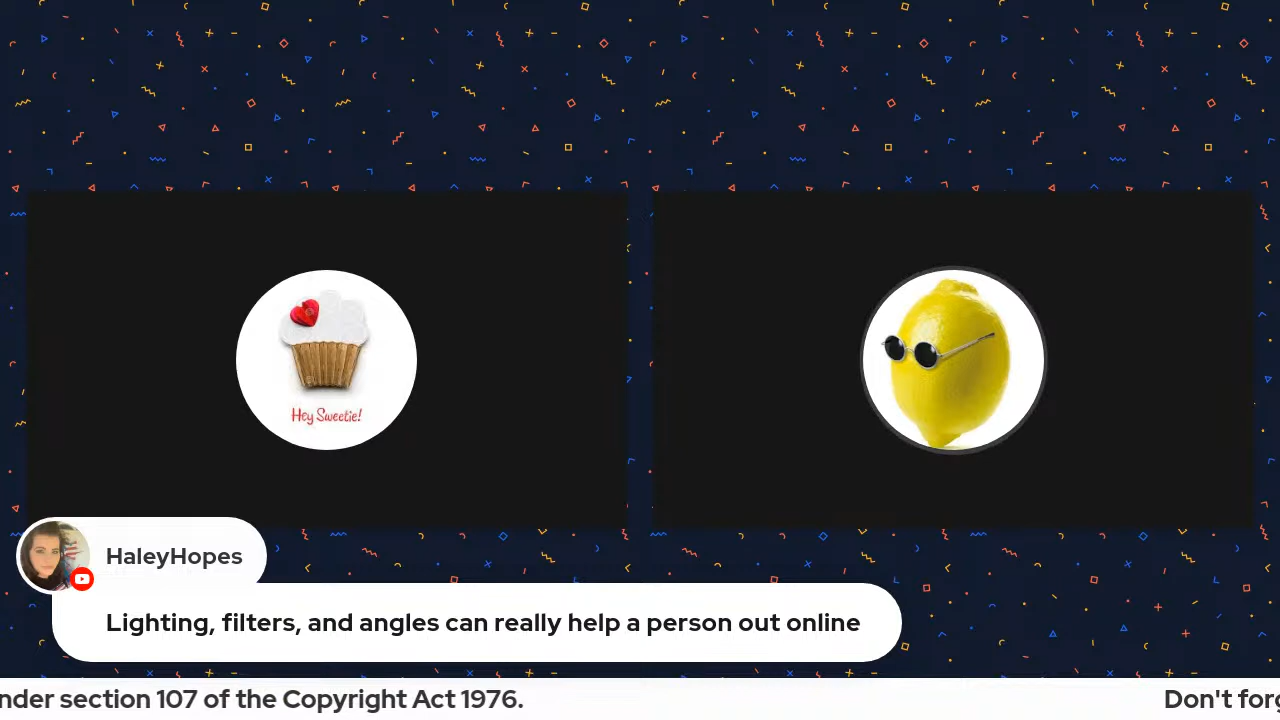 Hey Sweetie!
HaleyHopes
Lighting, filters, and angles can really help a person out online
nder section 107 of the Copyright Act 1976.
Don't forg